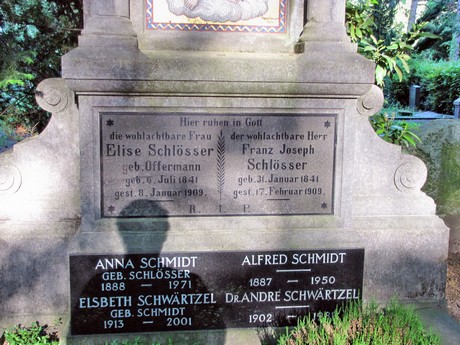 Hier ruhen in Gott
die wohlachtbare Frau
Elise Schlösser
geb. Offermann
geb. 6. Juli 1841
gest. 8. Januar 1909.
der wohlachtbare Herr
Franz Joseph
Schlösser
geb. 31. Januar 1841
gest. 17. Februar 1909.
R. I. P.
ANNA SCHMIDT
GEB. SCHLÖSSER
1888 – 1971
ELSBETH SCHWÄRTZEL
GEB. SCHMIDT
1913 – 2001
ALFRED SCHMIDT
1887 – 1950
DR. ANDRÉ SCHWÄRTZEL
1902 –